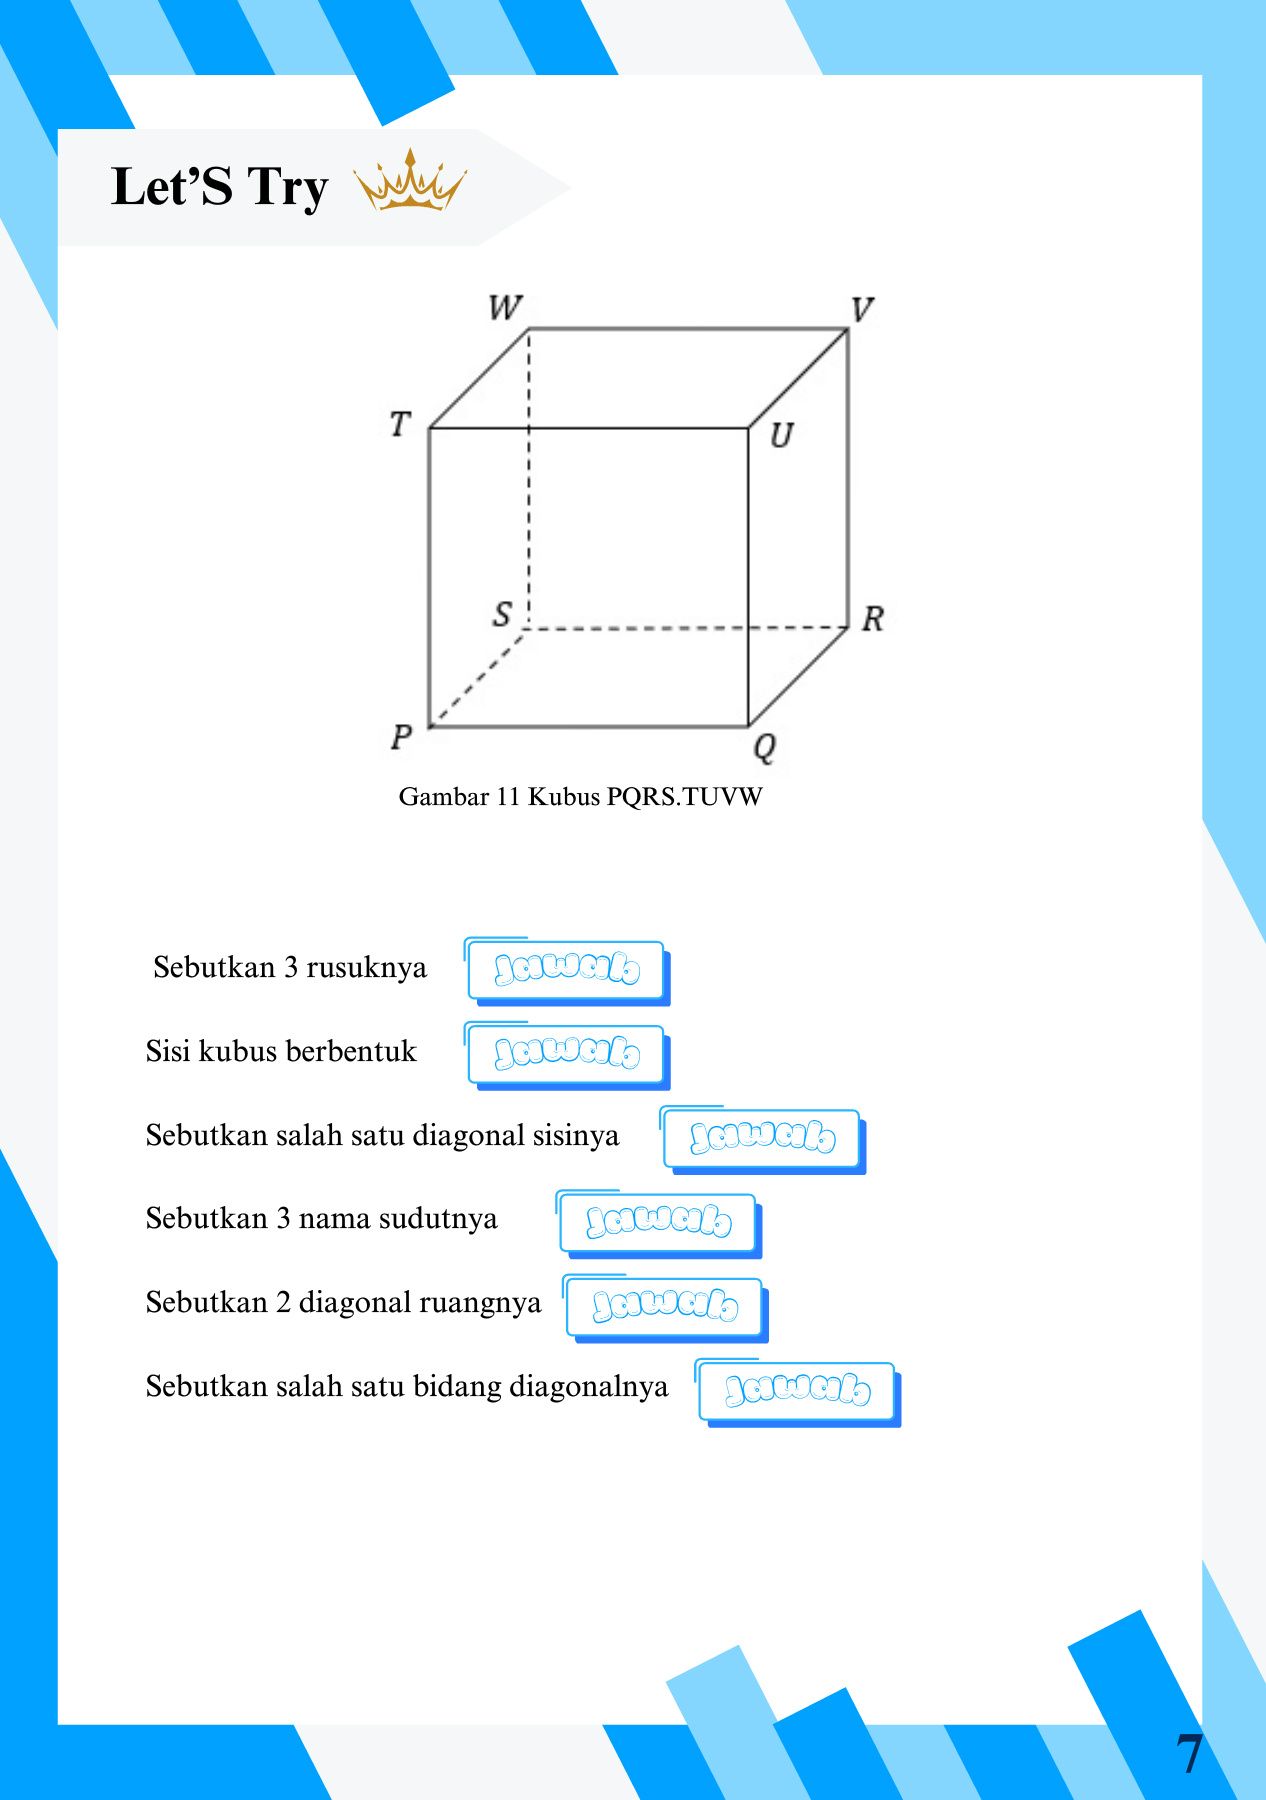 Let’S Try
W
V
T
U
S
R
P
Q
Gambar 11 Kubus PQRS.TUVW
Sebutkan 3 rusuknya Jawab
Sisi kubus berbentuk Jawab
Sebutkan salah satu diagonal sisinya Jawab
Sebutkan 3 nama sudutnya Jawab
Sebutkan 2 diagonal ruangnya Jawab
Sebutkan salah satu bidang diagonalnya Jawab
7